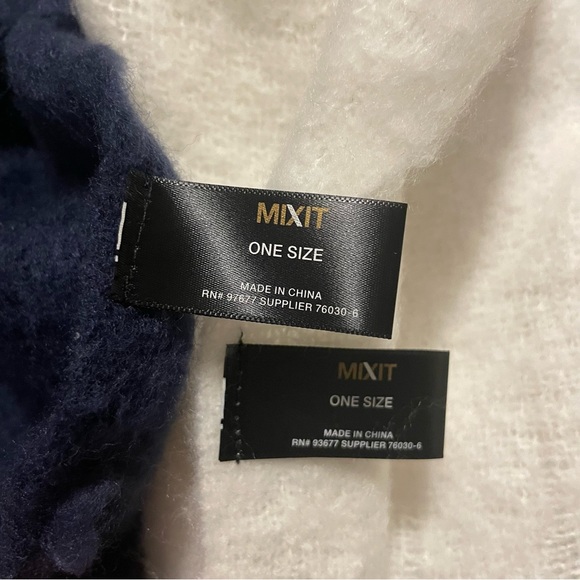 MIXIT
ONE SIZE
MADE IN CHINA
RN# 97677 SUPPLIER 76030-6
MIXIT
ONE SIZE
MADE IN CHINA
RN# 93677 SUPPLIER 76030-6